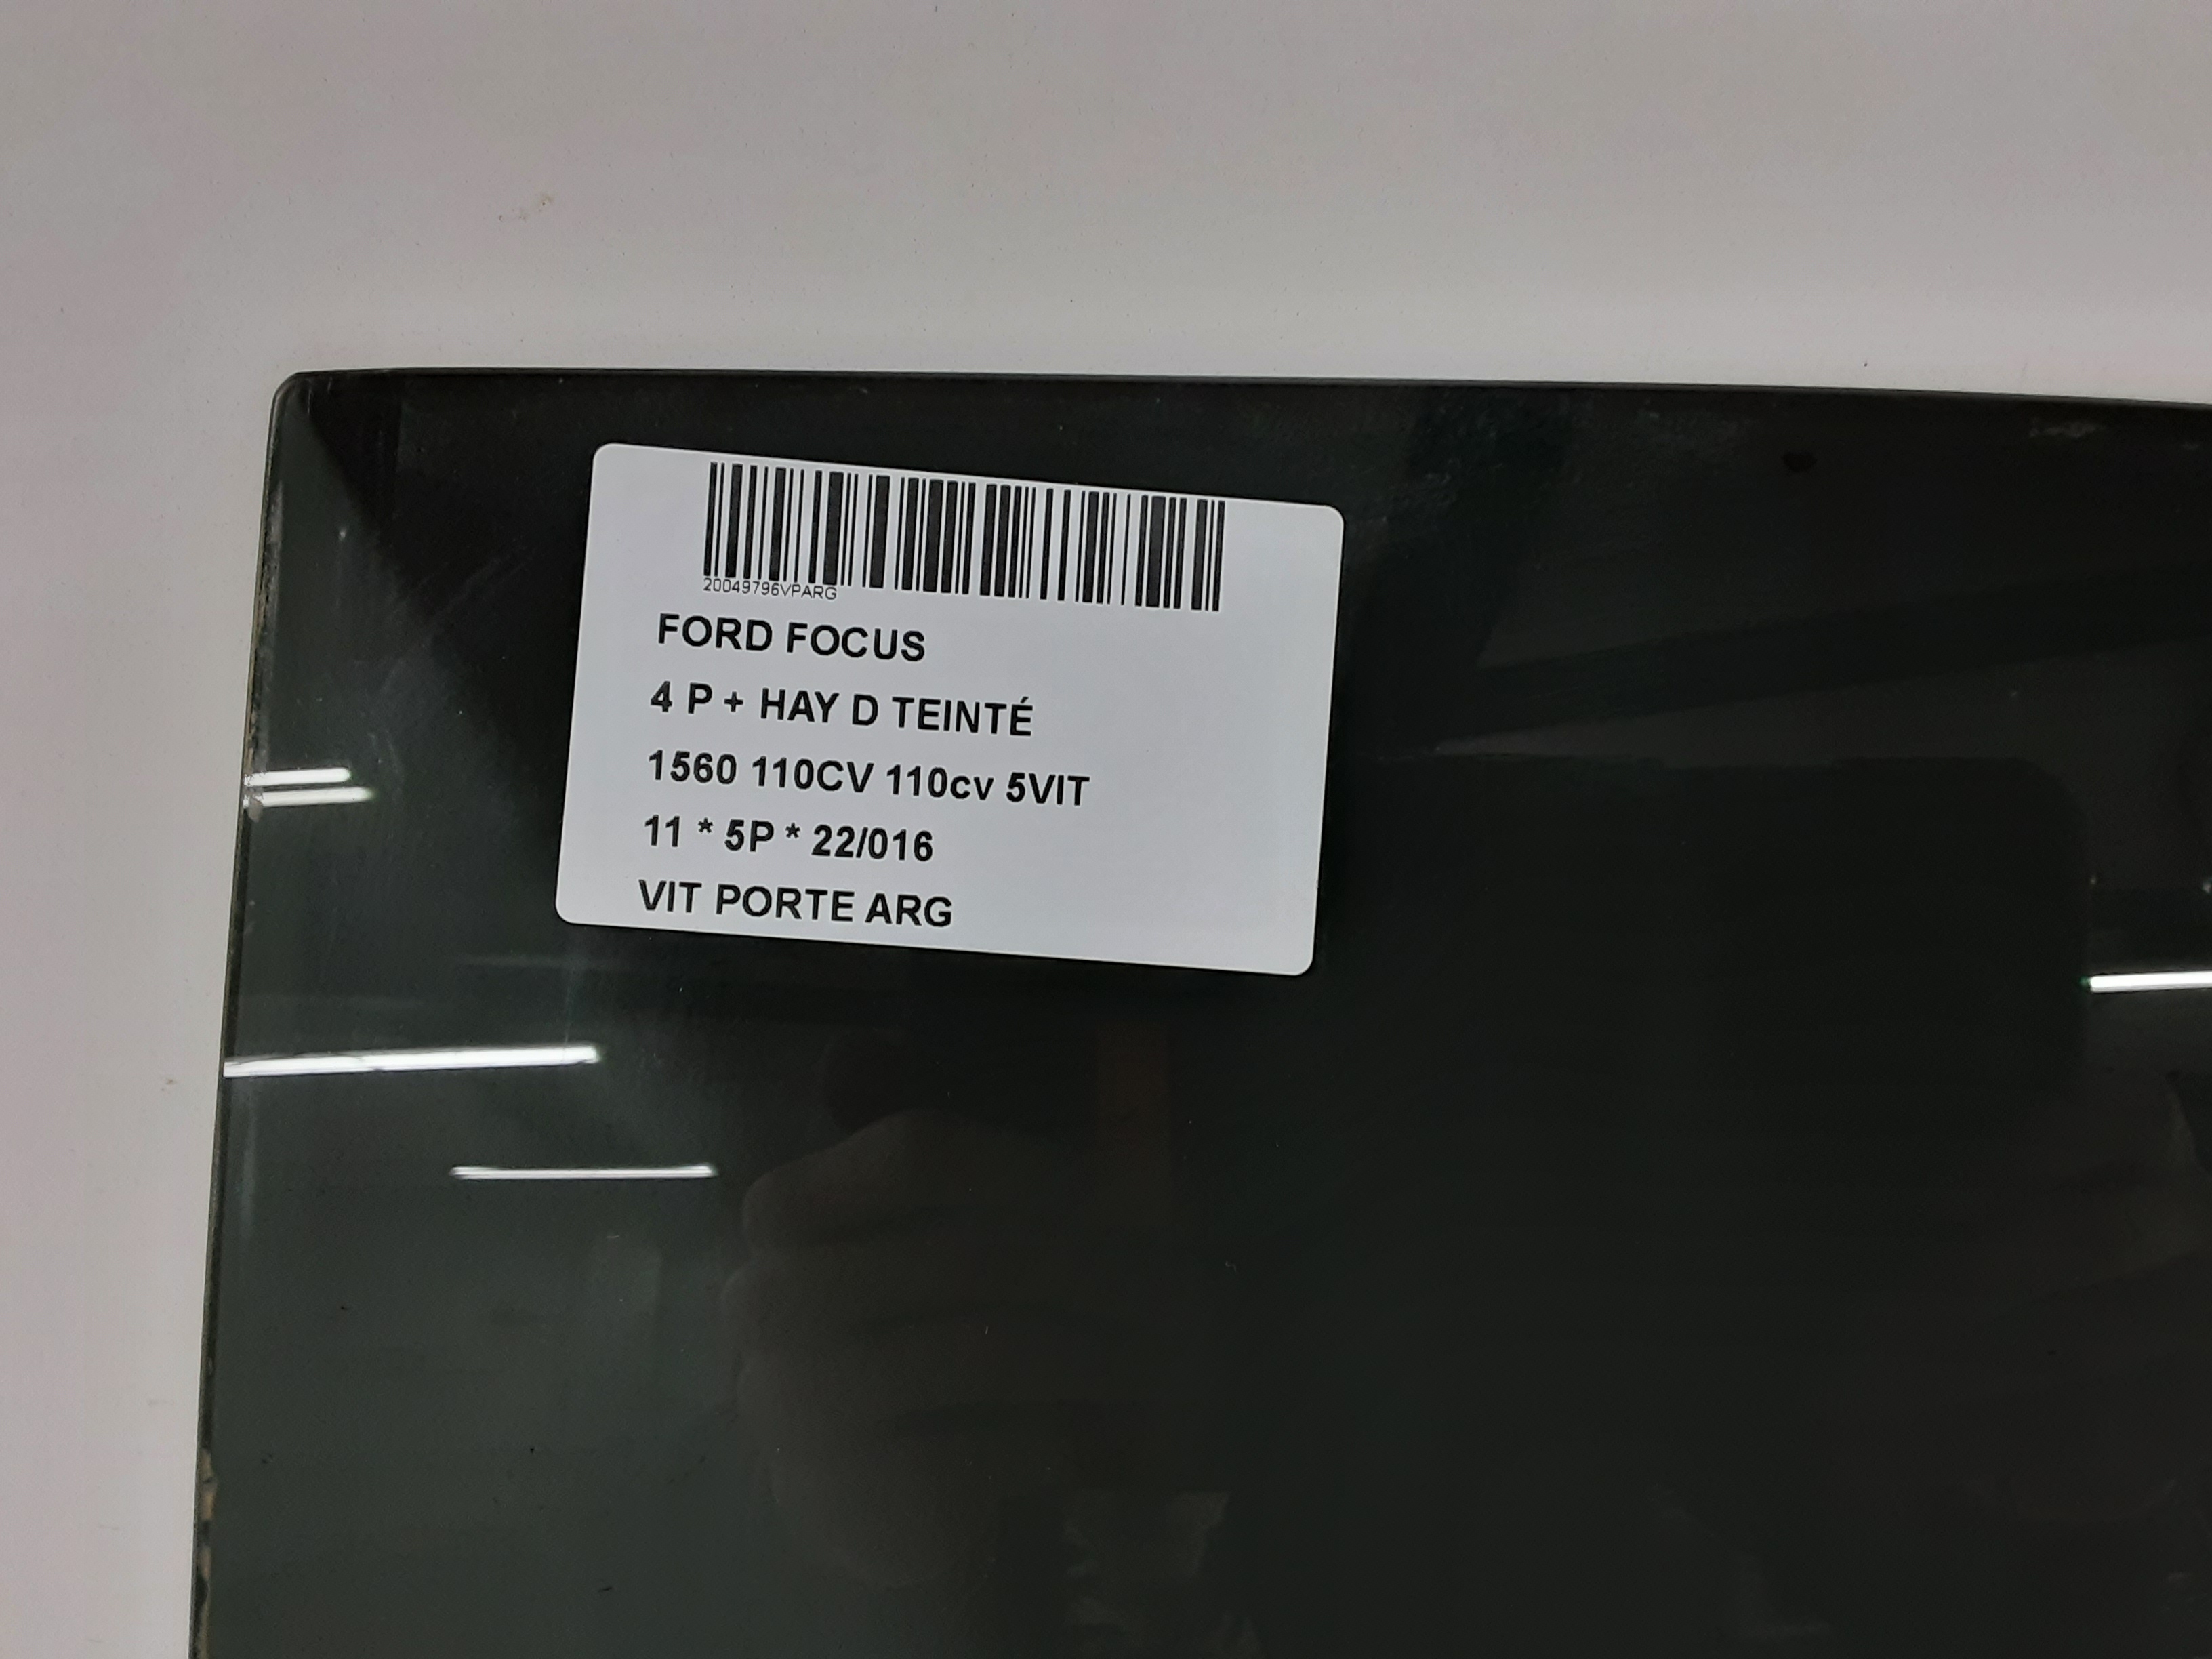 20049796VPARG
FORD FOCUS
4 P + HAY D TEINTÉ
1560 110CV 110cv 5VIT
11 * 5P * 22/016
VIT PORTE ARG